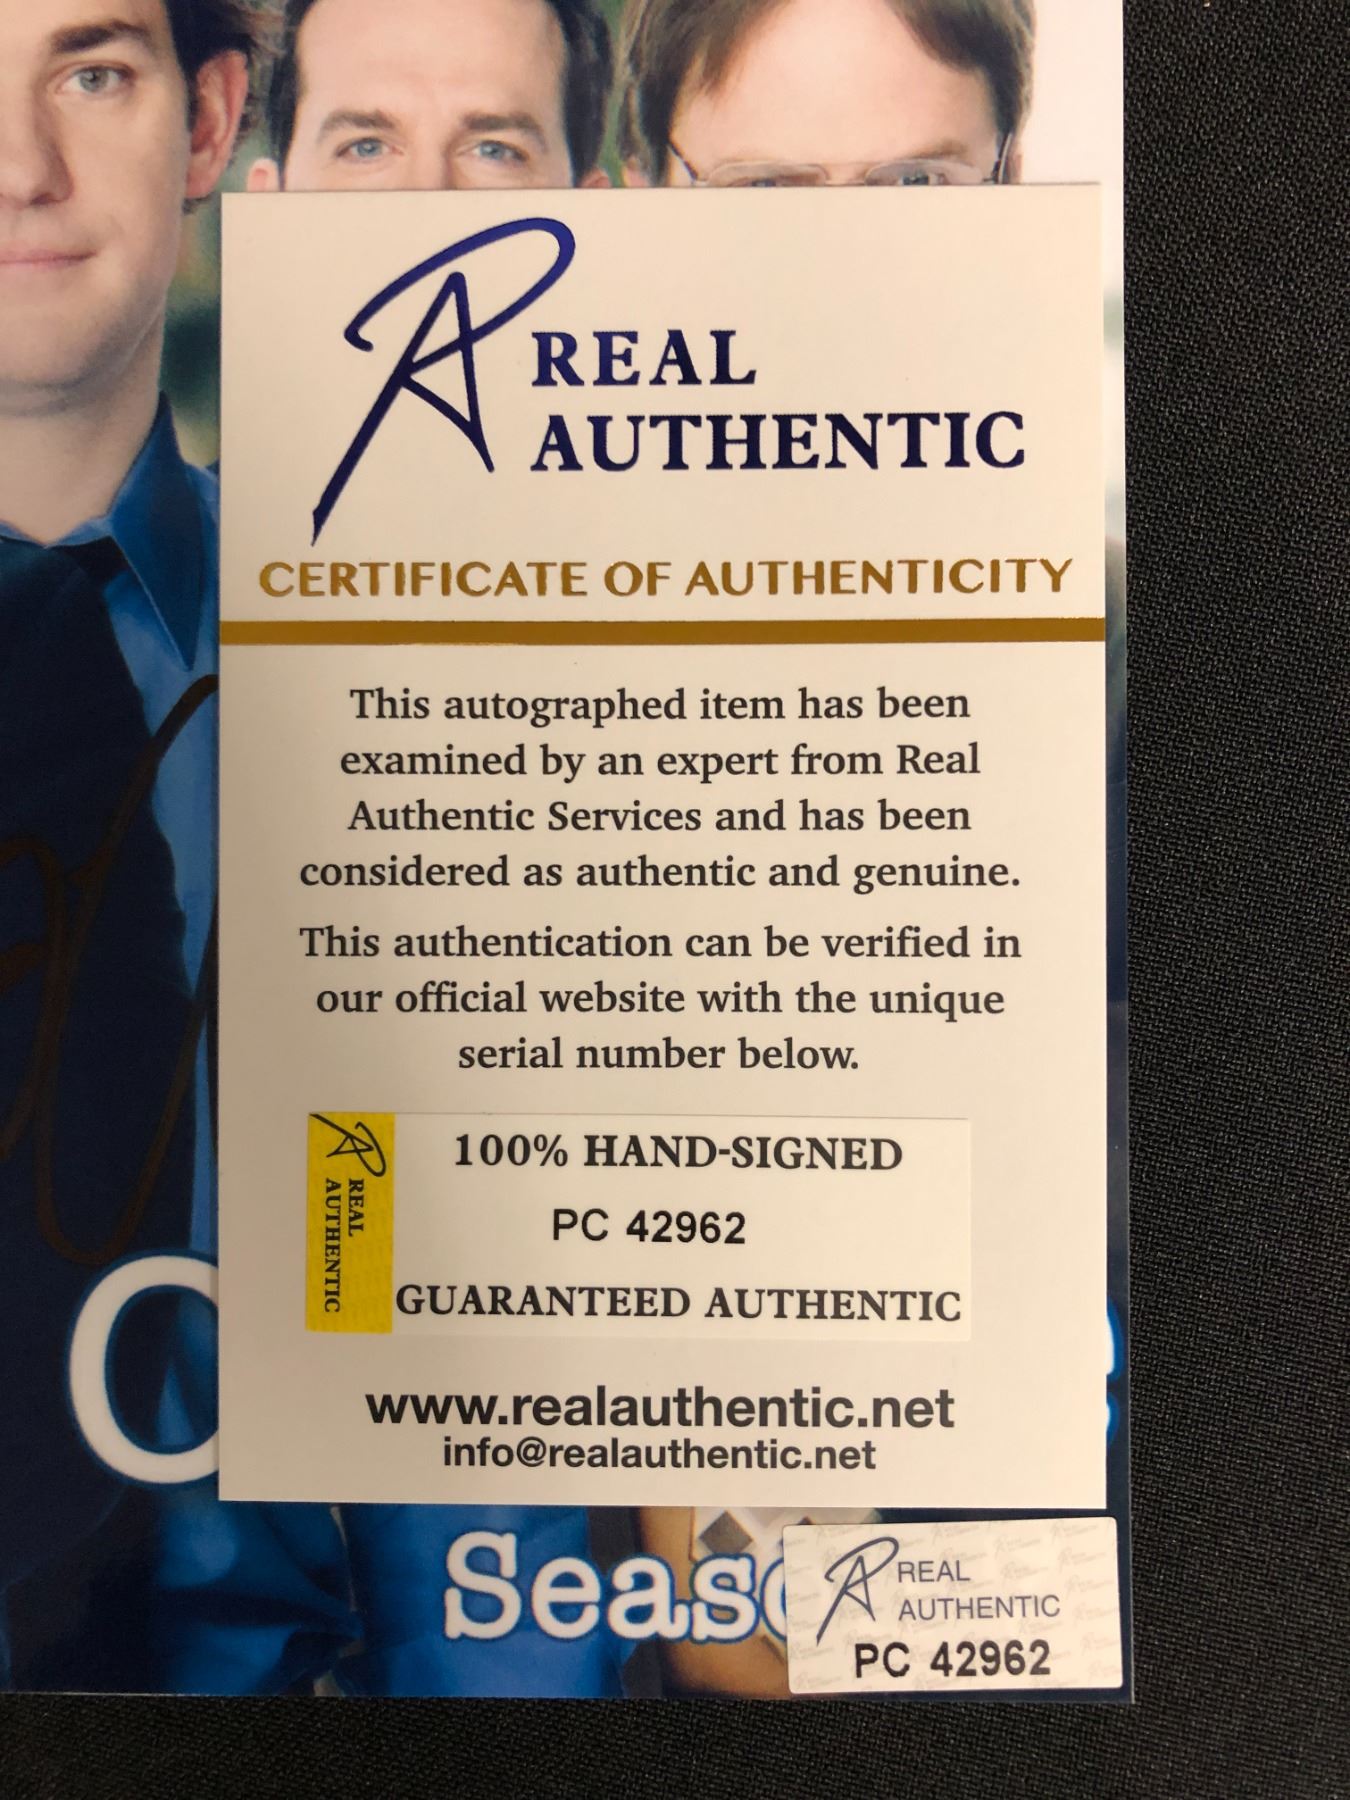 REAL
AUTHENTIC
CERTIFICATE OF AUTHENTICITY
This autographed item has been
examined by an expert from Real
Authentic Services and has been
considered as authentic and genuine.
This authentication can be verified in
our official website with the unique
serial number below.
REAL
AUTHENTIC
100% HAND-SIGNED
PC 42962
GUARANTEED AUTHENTIC
www.realauthentic.net
info@realauthentic.net
Seas
REAL
AUTHENTIC
PC 42962